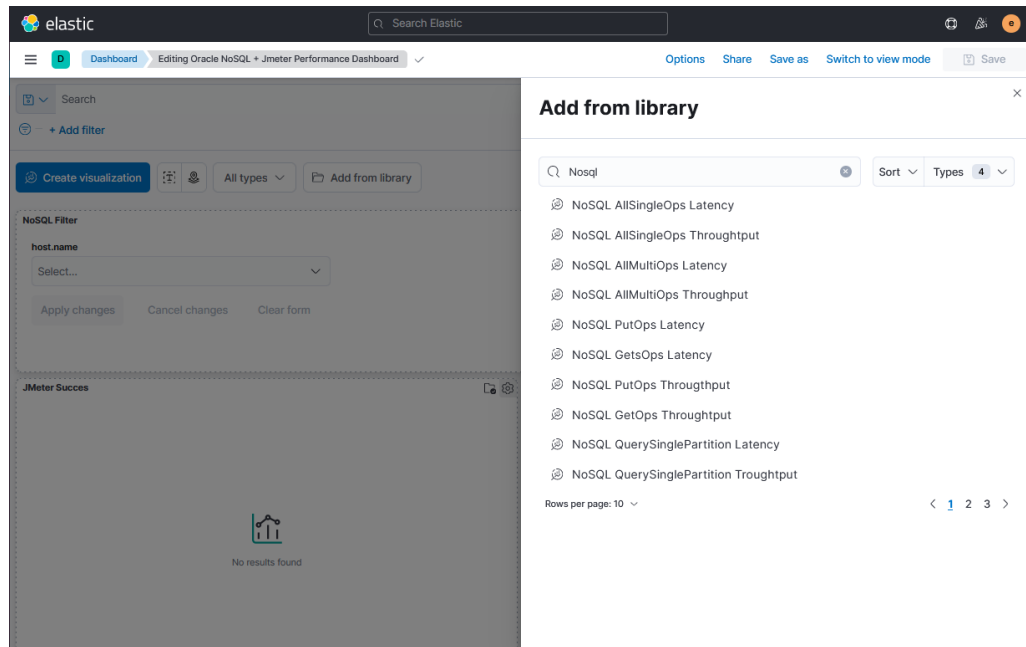 elastic
Search Elastic
e
D
Dashboard
Editing Oracle NoSQL + Jmeter Performance Dashboard
Options
Share
Save as
Switch to view mode
Save
Search
+ Add filter
Create visualization
All types
Add from library
NoSQL Filter
host.name
Select...
Apply changes
Cancel changes
Clear form
JMeter Succes
No results found
Add from library
Nosql
Sort
Types 4
NoSQL AllSingleOps Latency
NoSQL AllSingleOps Throughtput
NoSQL AllMultiOps Latency
NoSQL AllMultiOps Throughput
NoSQL PutOps Latency
NoSQL GetsOps Latency
NoSQL PutOps Througthput
NoSQL GetOps Throughtput
NoSQL QuerySinglePartition Latency
NoSQL QuerySinglePartition Troughtput
Rows per page: 10
1 2 3